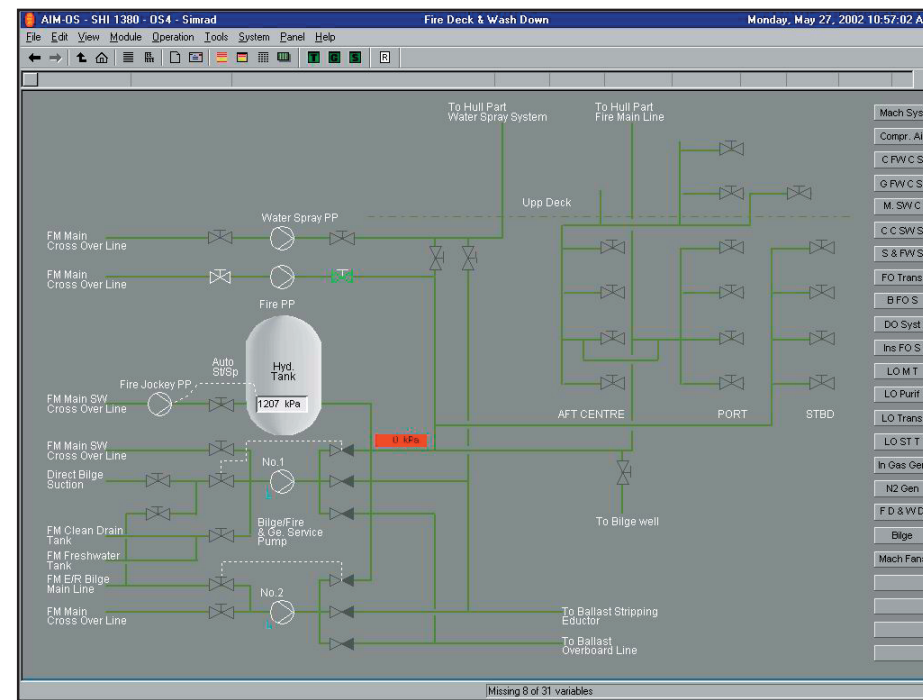 AIM-OS - SHI 1380 - OS4 - Simrad
Fire Deck & Wash Down
Monday, May 27, 2002 10:57:02 A
File Edit View Module Operation Tools System Panel Help
T G S R
To Hull Part
Water Spray System
To Hull Part
Fire Main Line
Upp Deck
Water Spray PP
FM Main
Cross Over Line
FM Main
Cross Over Line
Fire PP
Auto
St/Sp
Hyd.
Tank
Fire Jockey PP
1207 kPa
FM Main SW
Cross Over Line
AFT CENTRE
PORT
STBD
0 kPa
FM Main SW
Cross Over Line
No.1
Direct Bilge
Suction
Bilge/Fire
& Ge. Service
Pump
To Bilge well
FM Clean Drain
Tank
FM Freshwater
Tank
FM E/R Bilge
Main Line
No.2
FM Main
Cross Over Line
To Ballast Stripping
Eductor
To Ballast
Overboard Line
Mach Sys
Compr. Ai
C FW C S
G FW C S
M. SW C
C C SW S
S & FW S
FO Trans
B FO S
DO Syst
Ins FO S
LO M T
LO Purif
LO Trans
LO ST T
In Gas Ger
N2 Gen
F D & W D
Bilge
Mach Fans
Missing 8 of 31 variables